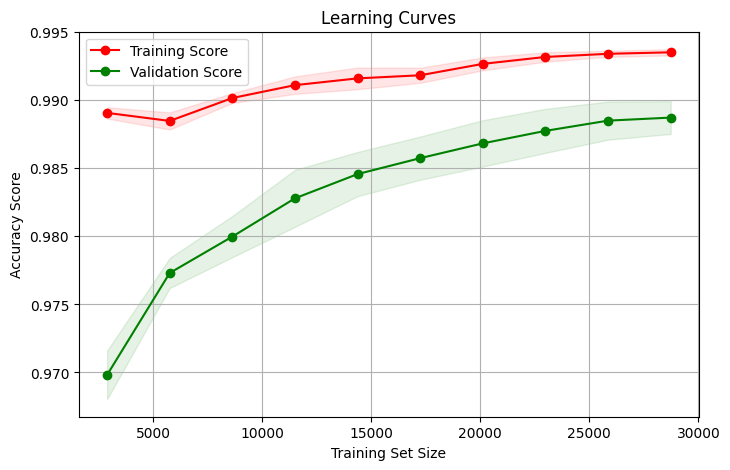 Learning Curves
Training Score
Validation Score
Accuracy Score
0.995
0.990
0.985
0.980
0.975
0.970
5000 10000 15000 20000 25000 30000
Training Set Size